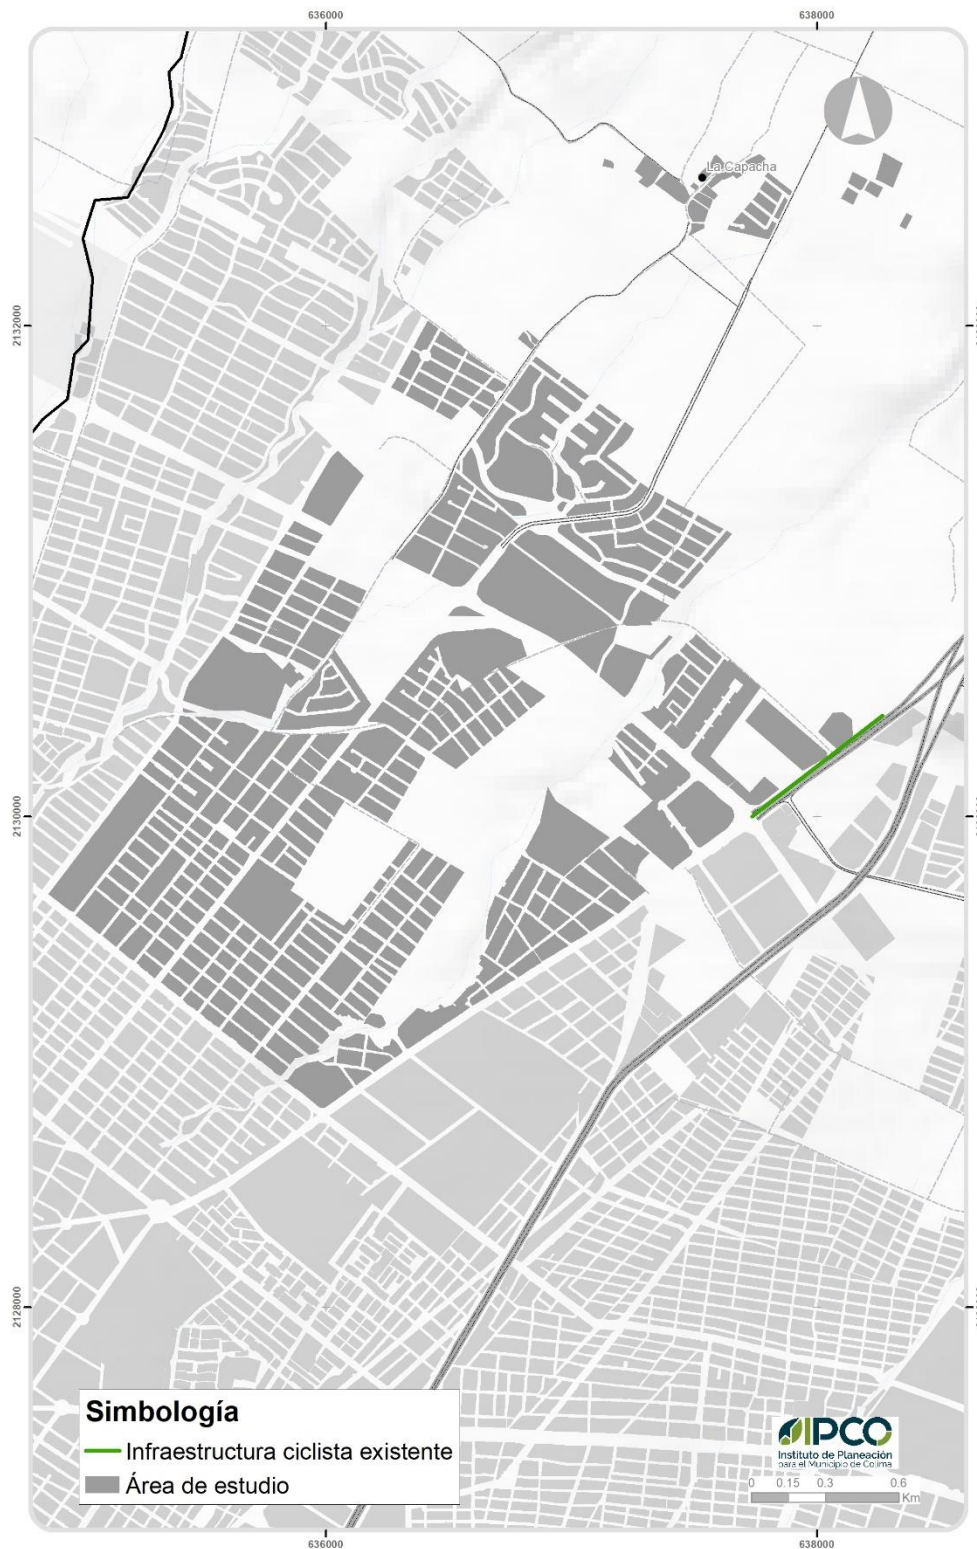 636000
638000
La Capacha
2132000
2130000
2128000
Simbología
Infraestructura ciclista existente
Área de estudio
IPCO
Instituto de Planeación
para el Municipio de Colima
0 0.15 0.3 0.6
Km
636000
638000